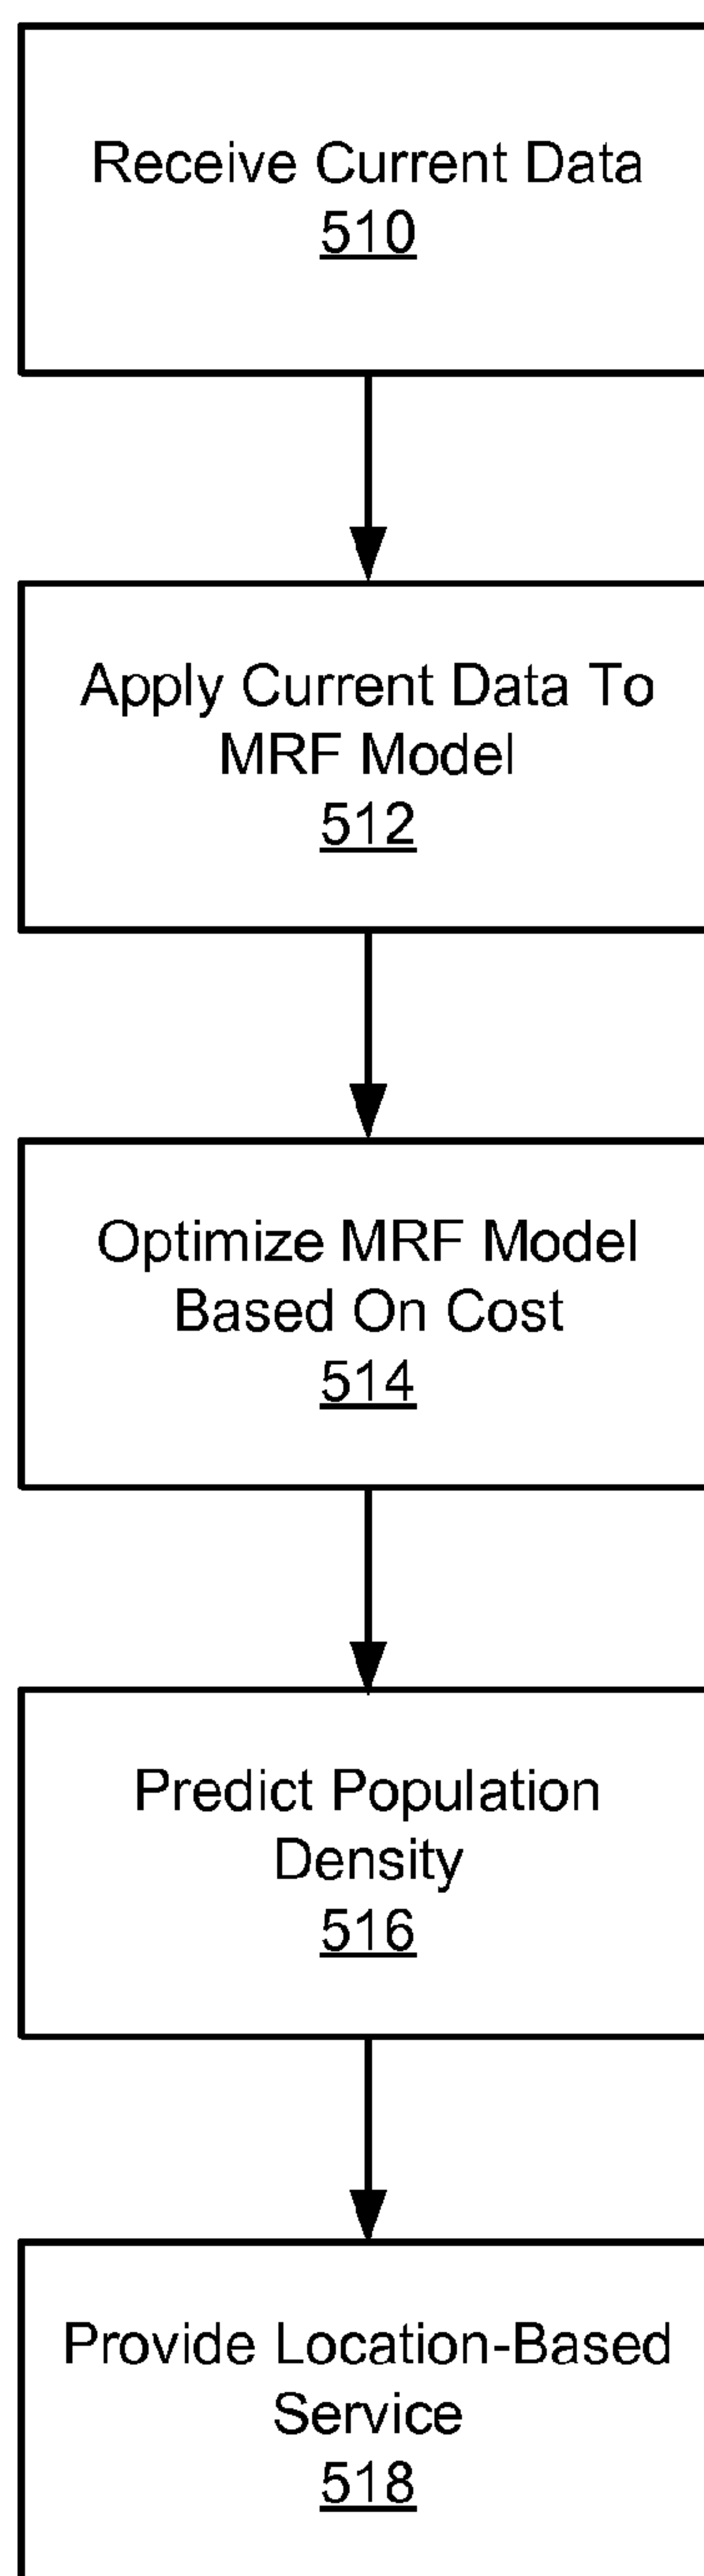 Receive Current Data
510
Apply Current Data To
MRF Model
512
Optimize MRF Model
Based On Cost
514
Predict Population
Density
516
Provide Location-Based
Service
518